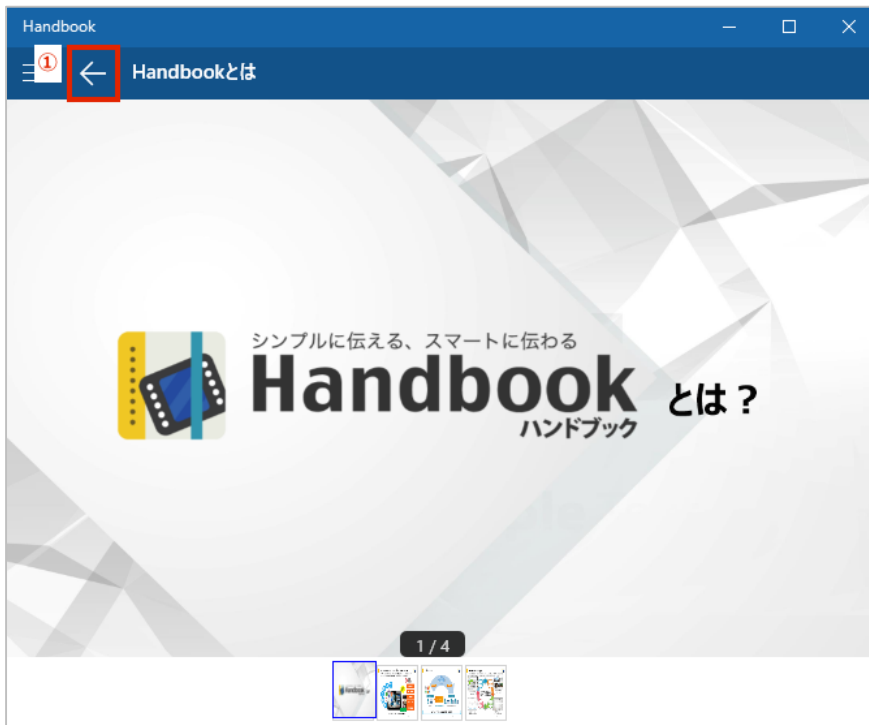 Handbook
①
Handbookとは
シンプルに伝える、スマートに伝わる
Handbook とは？
ハンドブック
1 / 4
Handbook